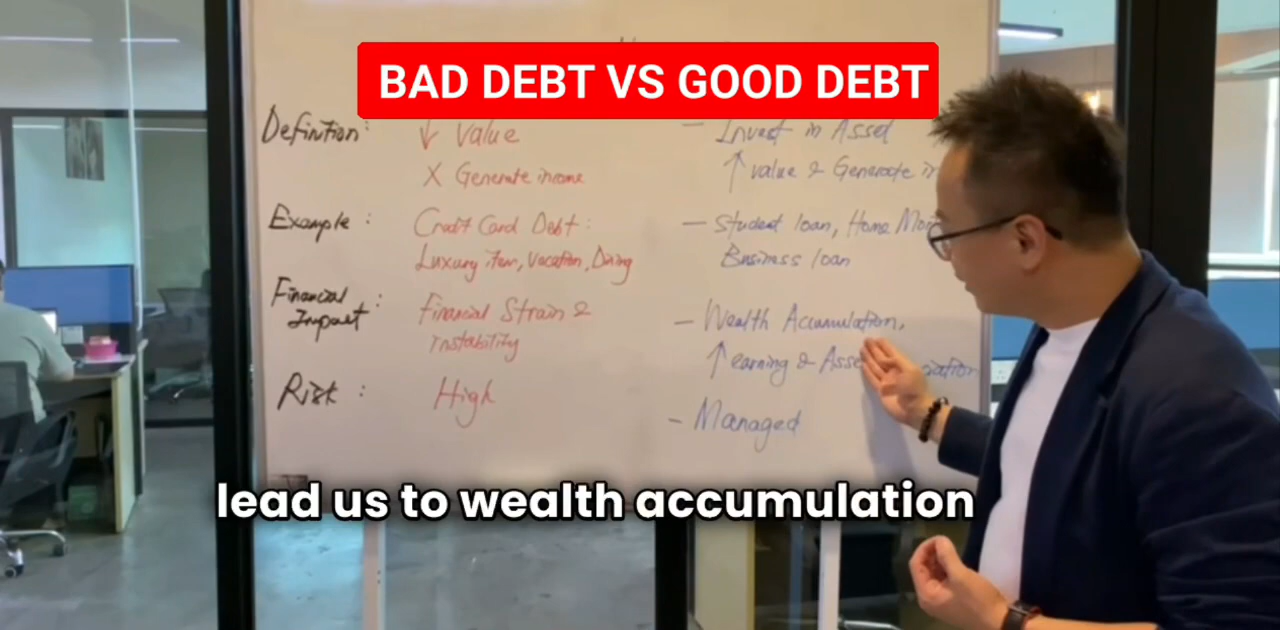 BAD DEBT VS GOOD DEBT
Definition: ↓ Value – Invest in Asset
X Generate income ↑ value & Generate
Example: Credit Card Debt: – Student loan, Home
Luxury item, Vacation, Dining Business loan
Financial Impact: Financial Strain & – Wealth Accumulation,
Instability ↑ earning & 
Risk: High – Managed
lead us to wealth accumulation